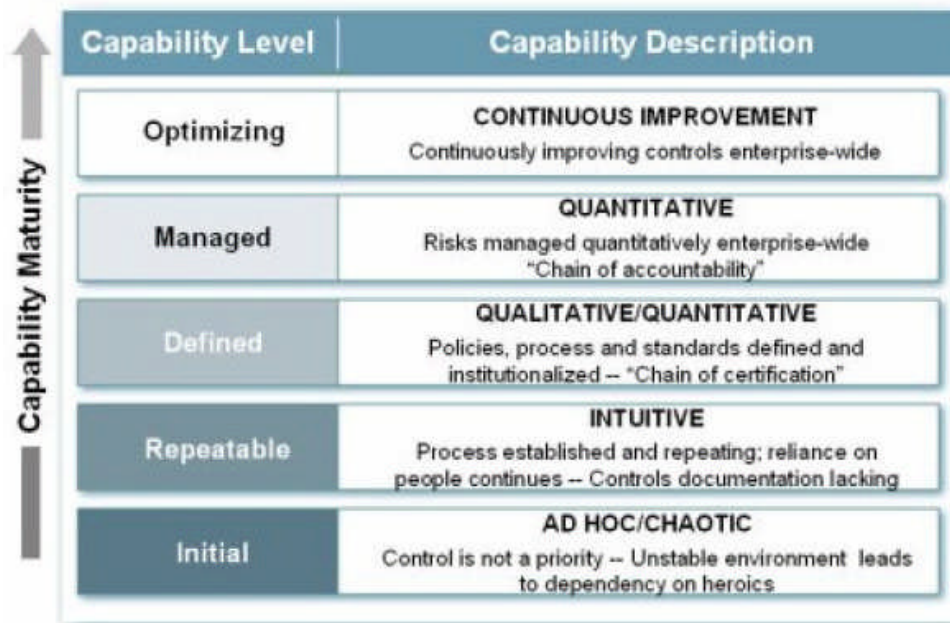 Capability Level
Capability Description
Capability Maturity
Optimizing
CONTINUOUS IMPROVEMENT
Continuously improving controls enterprise-wide
Managed
QUANTITATIVE
Risks managed quantitatively enterprise-wide
“Chain of accountability”
Defined
QUALITATIVE/QUANTITATIVE
Policies, process and standards defined and
institutionalized -- “Chain of certification”
Repeatable
INTUITIVE
Process established and repeating; reliance on
people continues -- Controls documentation lacking
Initial
AD HOC/CHAOTIC
Control is not a priority -- Unstable environment leads
to dependency on heroics